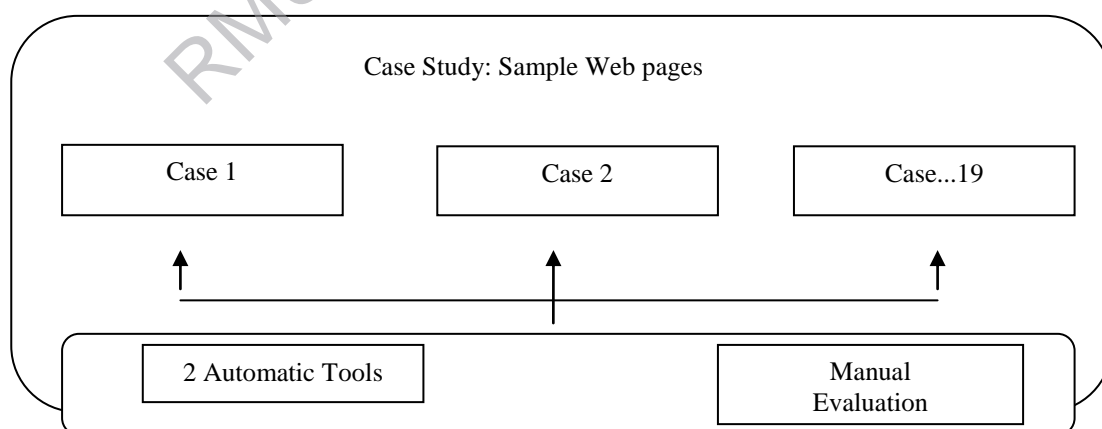 Case Study: Sample Web pages
Case 1
Case 2
Case...19
2 Automatic Tools
Manual
Evaluation